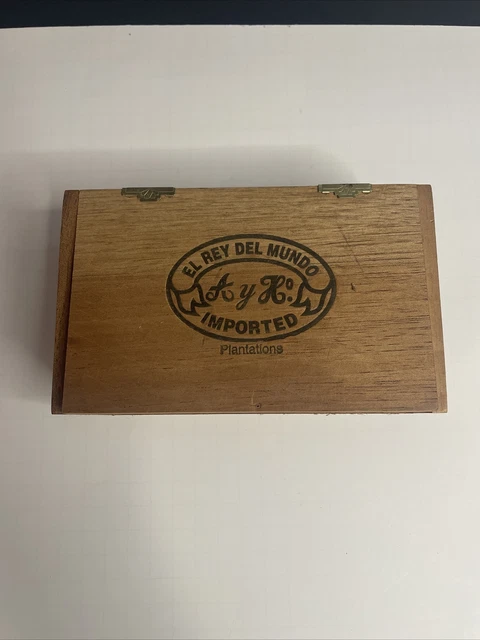 EL REY DEL MUNDO
A y Hº.
IMPORTED
Plantations